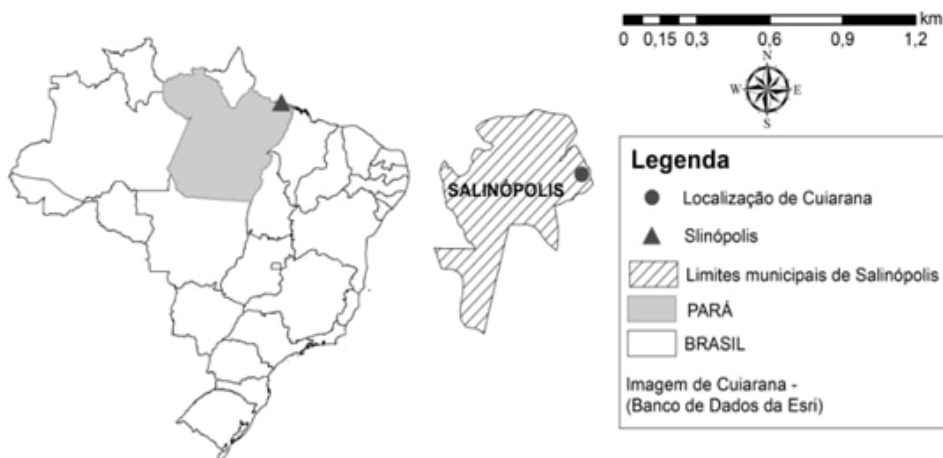 km
0 0,15 0,3 0,6 0,9 1,2
N
W E
S
SALINÓPOLIS
Legenda
Localização de Cuiarana
Slinópolis
Limites municipais de Salinópolis
PARÁ
BRASIL
Imagem de Cuiarana -
(Banco de Dados da Esri)